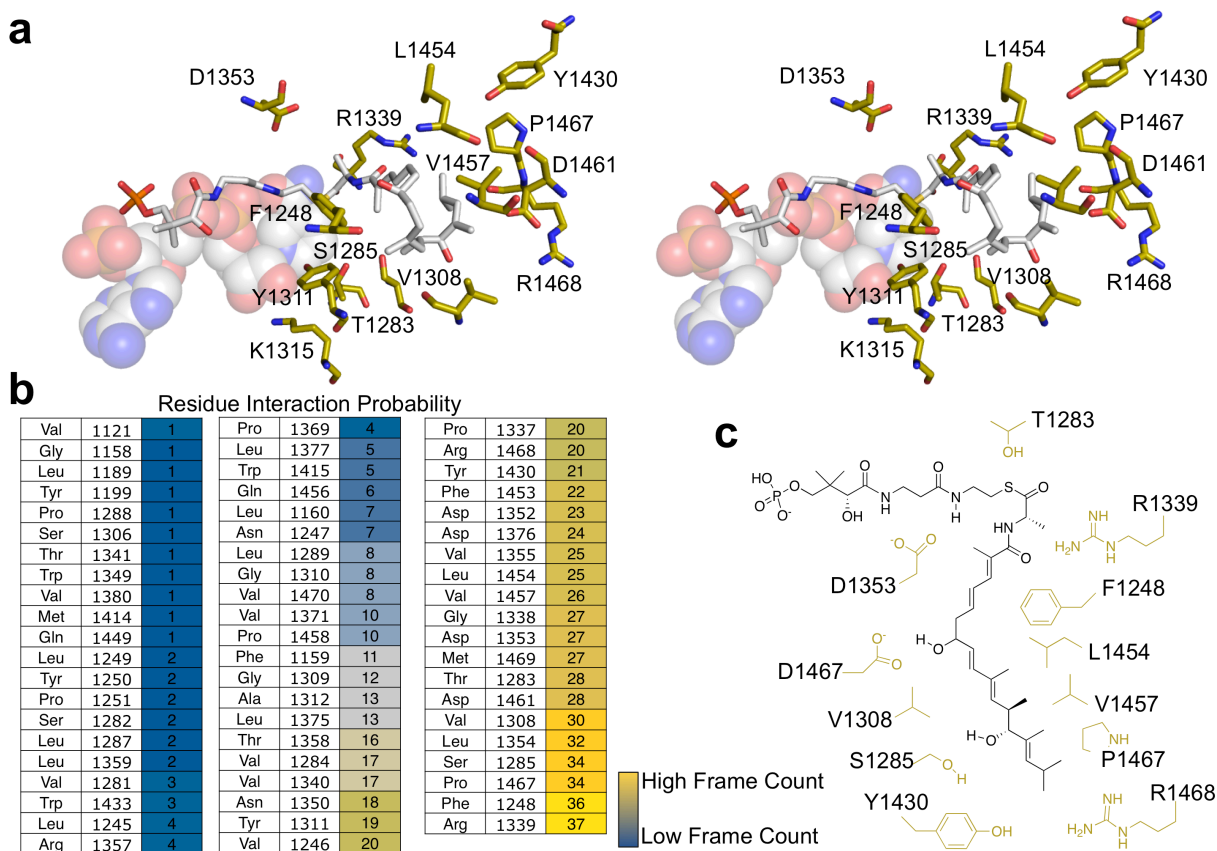 a
L1454
D1353
Y1430
R1339
P1467
V1457
D1461
F1248
S1285
V1308
R1468
Y1311
T1283
K1315
L1454
D1353
Y1430
R1339
P1467
D1461
V1457
F1248
S1285
V1308
R1468
Y1311
T1283
K1315
b
Residue Interaction Probability
Val 1121 1
Gly 1158 1
Leu 1189 1
Tyr 1199 1
Pro 1288 1
Ser 1306 1
Thr 1341 1
Trp 1349 1
Val 1380 1
Met 1414 1
Gln 1449 1
Leu 1249 2
Tyr 1250 2
Pro 1251 2
Ser 1282 2
Leu 1287 2
Leu 1359 2
Val 1281 3
Trp 1433 3
Leu 1245 4
Arg 1357 4
Pro 1369 4
Leu 1377 5
Trp 1415 5
Gln 1456 6
Leu 1160 7
Asn 1247 7
Leu 1289 8
Gly 1310 8
Val 1470 8
Val 1371 10
Pro 1458 10
Phe 1159 11
Gly 1309 12
Ala 1312 13
Leu 1375 13
Thr 1358 16
Val 1284 17
Val 1340 17
Asn 1350 18
Tyr 1311 19
Val 1246 20
Pro 1337 20
Arg 1468 20
Tyr 1430 21
Phe 1453 22
Asp 1352 23
Asp 1376 24
Val 1355 25
Leu 1454 25
Val 1457 26
Gly 1338 27
Asp 1353 27
Met 1469 27
Thr 1283 28
Asp 1461 28
Val 1308 30
Leu 1354 32
Ser 1285 34
Pro 1467 34
Phe 1248 36
Arg 1339 37
High Frame Count
Low Frame Count
c
T1283
OH
HO
P
O
O⁻
O
OH
O
N
H
O
N
H
S
O
NH
O
R1339
NH
H₂N
N
H
⁻O
O
D1353
F1248
H
O
L1454
O⁻
O
D1467
V1457
V1308
H
O
NH
P1467
S1285
O
H
R1468
Y1430
OH
NH
H₂N
N
H